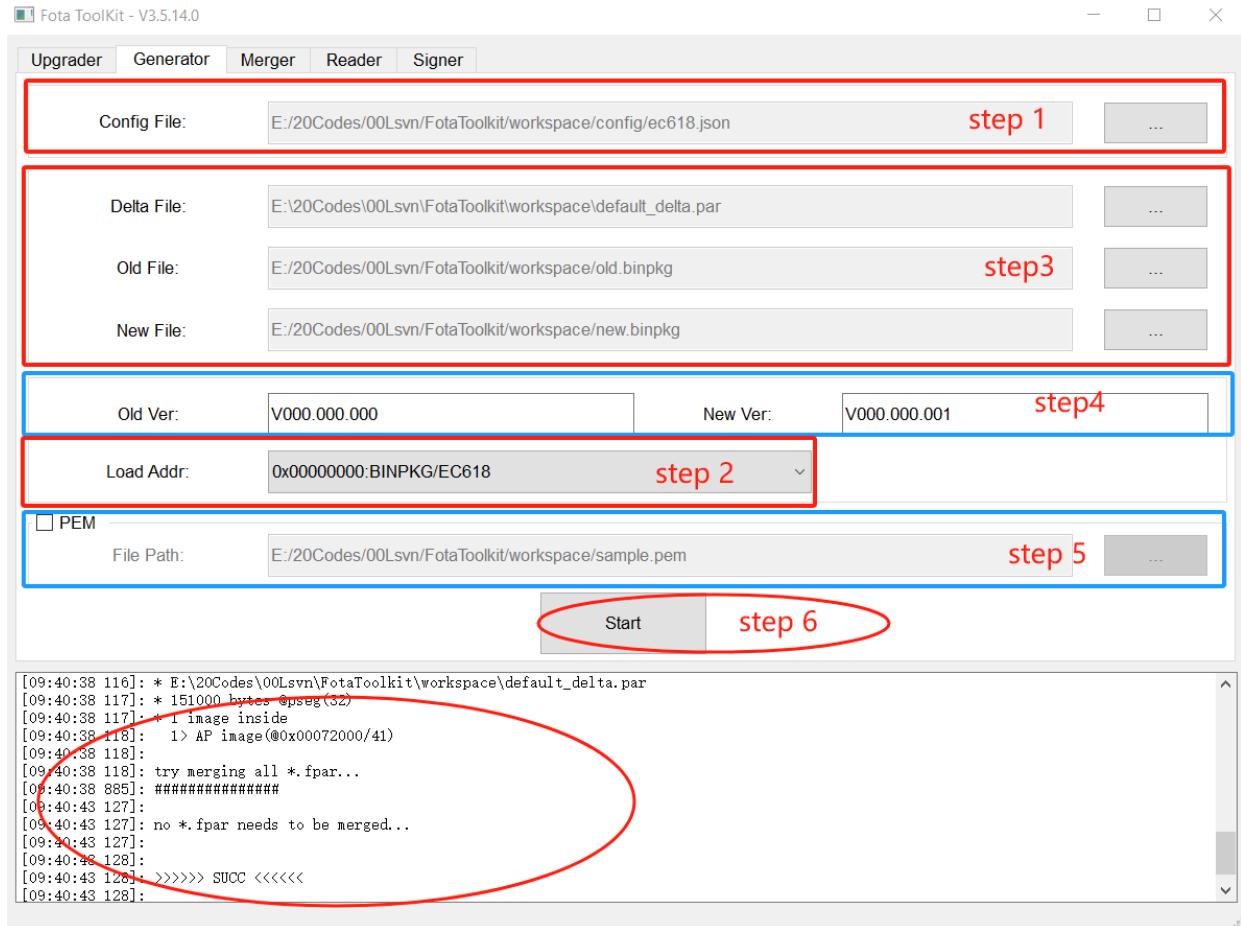 Fota ToolKit - V3.5.14.0
Upgrader Generator Merger Reader Signer
Config File: E:/20Codes/00Lsvn/FotaToolkit/workspace/config/ec618.json step 1 ...
Delta File: E:\20Codes\00Lsvn\FotaToolkit\workspace\default_delta.par ...
Old File: E:/20Codes/00Lsvn/FotaToolkit/workspace/old.binpkg step3 ...
New File: E:/20Codes/00Lsvn/FotaToolkit/workspace/new.binpkg ...
Old Ver: V000.000.000 New Ver: V000.000.001 step4
Load Addr: 0x00000000:BINPKG/EC618 step 2
PEM
File Path: E:/20Codes/00Lsvn/FotaToolkit/workspace/sample.pem step 5 ...
Start step 6
[09:40:38 116]: * E:\20Codes\00Lsvn\FotaToolkit\workspace\default_delta.par
[09:40:38 117]: * 151000 bytes @pseg(32)
[09:40:38 117]: * 1 image inside
[09:40:38 118]: 1> AP image(@0x00072000/41)
[09:40:38 118]:
[09:40:38 118]: try merging all *.fpar...
[09:40:38 885]: ###############
[09:40:43 127]:
[09:40:43 127]: no *.fpar needs to be merged...
[09:40:43 127]:
[09:40:43 128]:
[09:40:43 128]: >>>>>> SUCC <<<<<<
[09:40:43 128]: